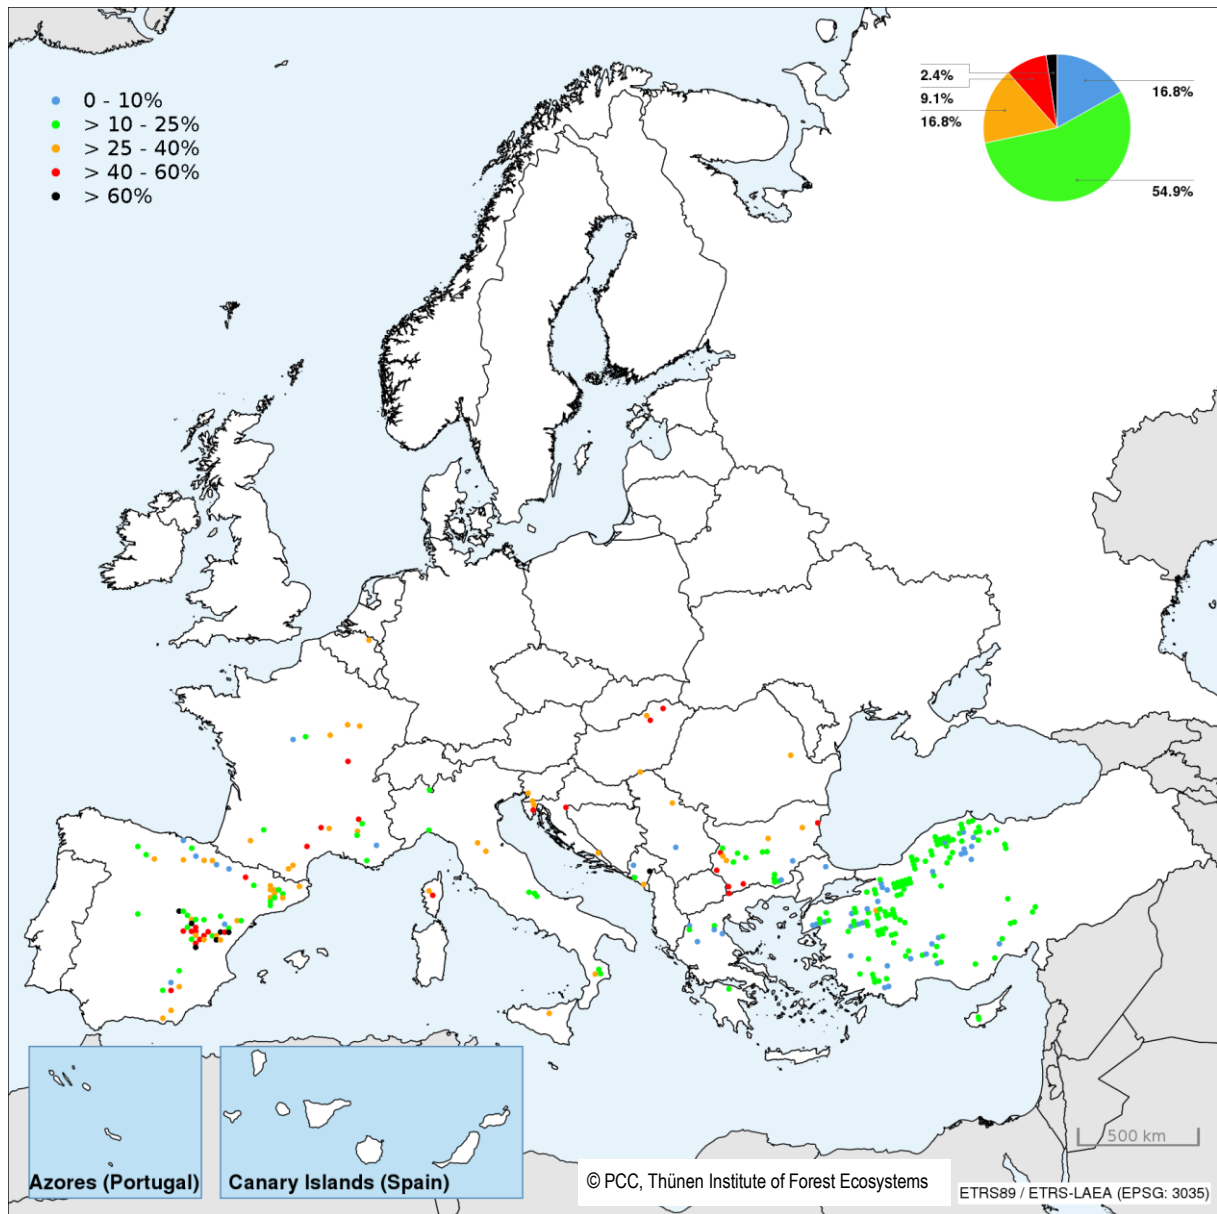 0 - 10%
> 10 - 25%
> 25 - 40%
> 40 - 60%
> 60%
2.4%
9.1%
16.8%
16.8%
54.9%
500 km
Azores (Portugal)
Canary Islands (Spain)
© PCC, Thünen Institute of Forest Ecosystems
ETRS89 / ETRS-LAEA (EPSG: 3035)